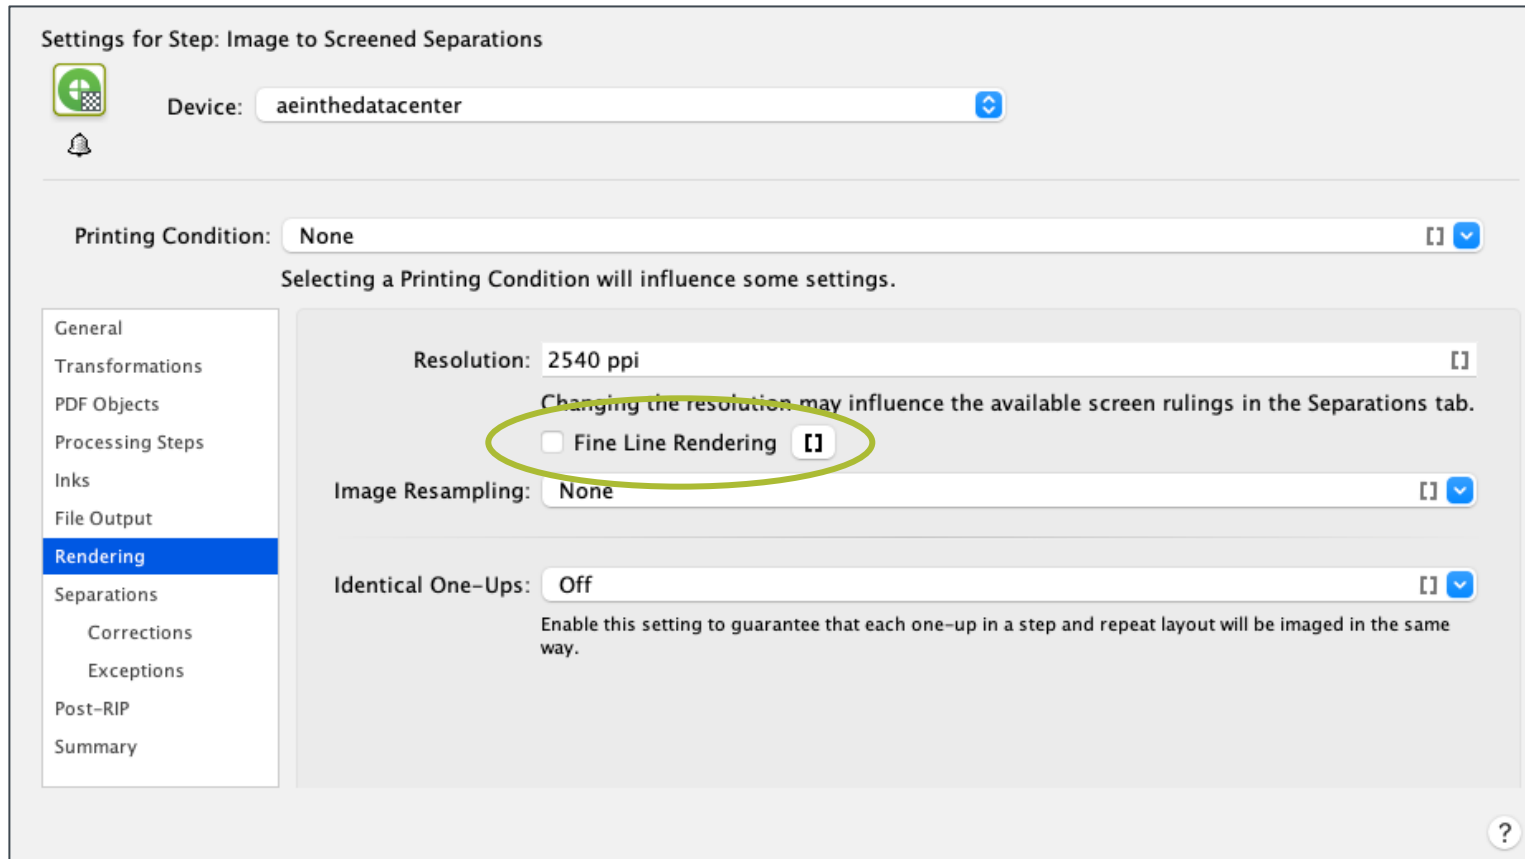 Settings for Step: Image to Screened Separations
Device: aeinthedatacenter
Printing Condition: None []
Selecting a Printing Condition will influence some settings.
General
Transformations
PDF Objects
Processing Steps
Inks
File Output
Rendering
Separations
Corrections
Exceptions
Post-RIP
Summary
Resolution: 2540 ppi []
Changing the resolution may influence the available screen rulings in the Separations tab.
Fine Line Rendering []
Image Resampling: None []
Identical One-Ups: Off []
Enable this setting to guarantee that each one-up in a step and repeat layout will be imaged in the same
way.
?